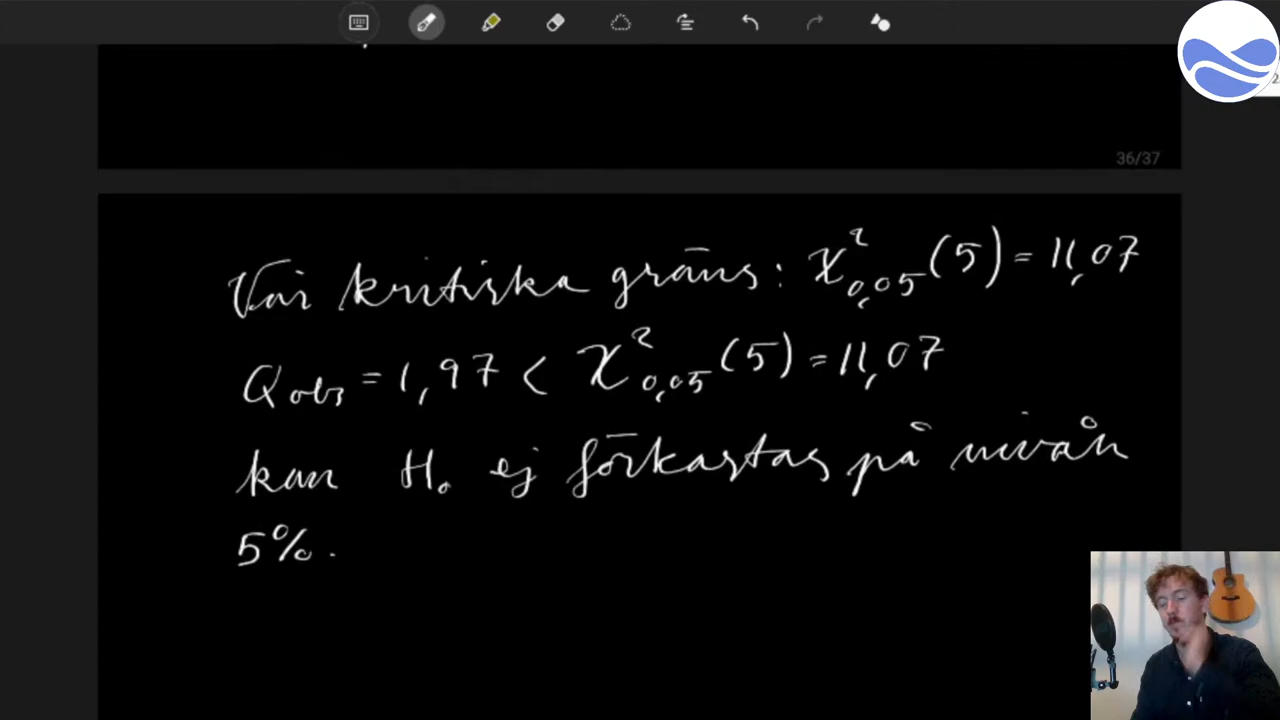 36/37
Vår kritiska gräns: χ²₀,₀₅(5) = 11,07
Qobs = 1,97 < χ²₀,₀₅(5) = 11,07
kan H₀ ej förkastas på nivån
5%.